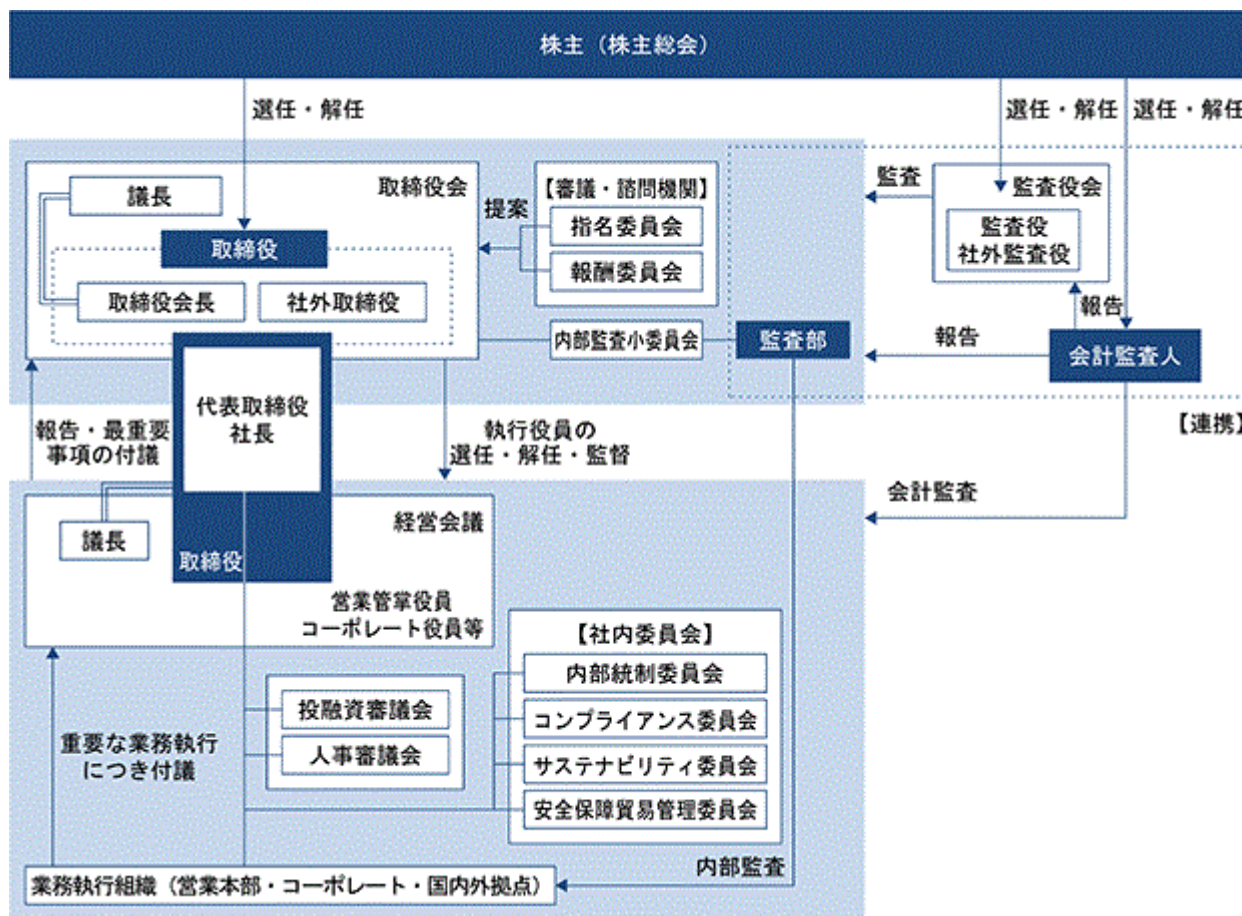 株主（株主総会）
選任・解任
選任・解任
選任・解任
取締役会
議長
取締役
取締役会長
社外取締役
代表取締役
社長
取締役
【審議・諮問機関】
指名委員会
報酬委員会
提案
内部監査小委員会
監査部
監査
監査役会
監査役
社外監査役
報告
報告
会計監査人
【連携】
会計監査
報告・最重要
事項の付議
執行役員の
選任・解任・監督
経営会議
議長
営業管掌役員
コーポレート役員等
重要な業務執行
につき付議
投融資審議会
人事審議会
【社内委員会】
内部統制委員会
コンプライアンス委員会
サステナビリティ委員会
安全保障貿易管理委員会
内部監査
業務執行組織（営業本部・コーポレート・国内外拠点）